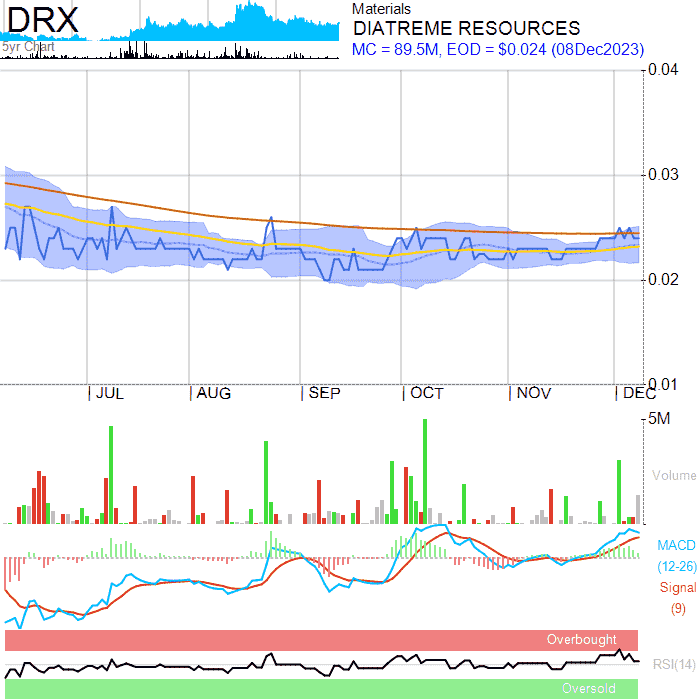 DRX
5yr Chart
Materials
DIATREME RESOURCES
MC = 89.5M, EOD = $0.024 (08Dec2023)
0.04
0.03
0.02
0.01
JUL
AUG
SEP
OCT
NOV
DEC
5M
Volume
MACD
(12-26)
Signal
(9)
Overbought
RSI(14)
Oversold